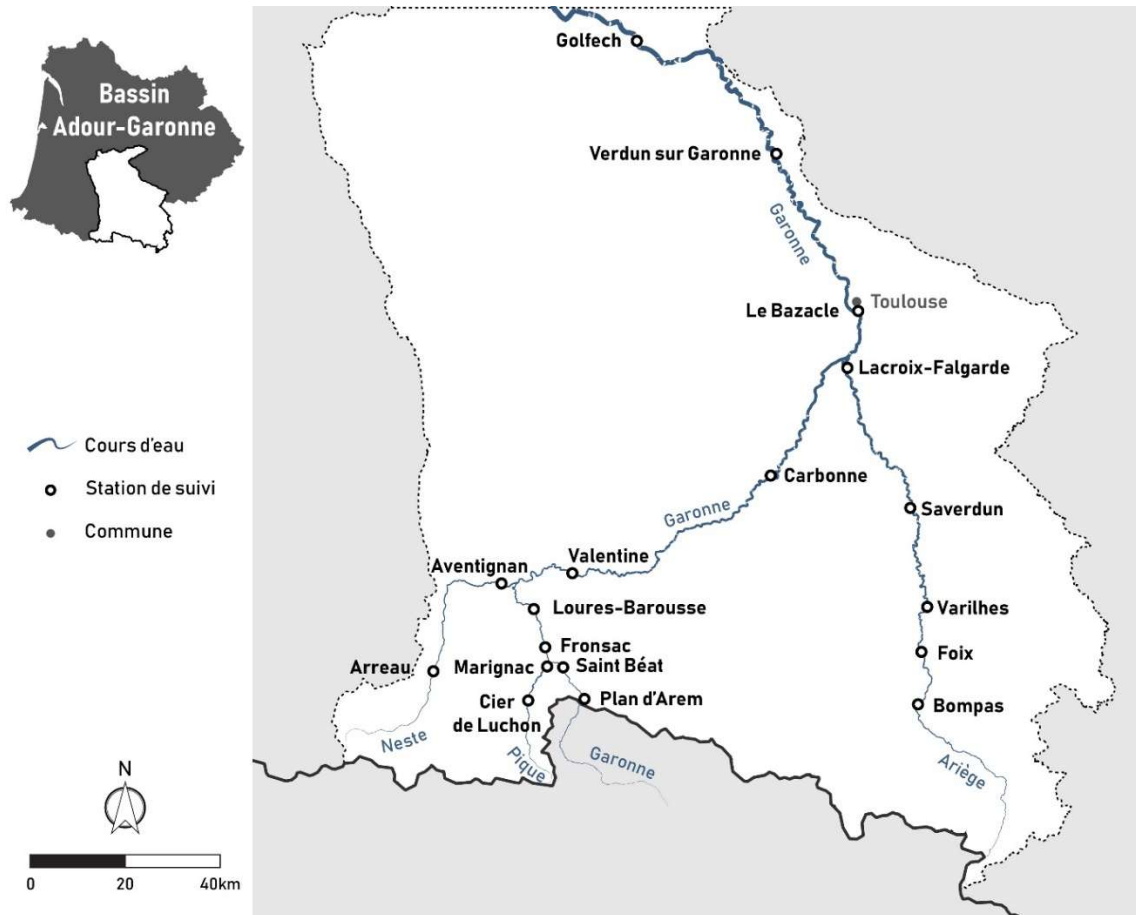 Bassin
Adour-Garonne
Cours d'eau
Station de suivi
Commune
N
0 20 40km
Golfech
Verdun sur Garonne
Garonne
Toulouse
Le Bazacle
Lacroix-Falgarde
Carbonne
Garonne
Saverdun
Valentine
Aventignan
Loures-Barousse
Varilhes
Fronsac
Foix
Arreau
Marignac
Saint Béat
Cier
de Luchon
Plan d'Arem
Bompas
Neste
Pique
Garonne
Ariège